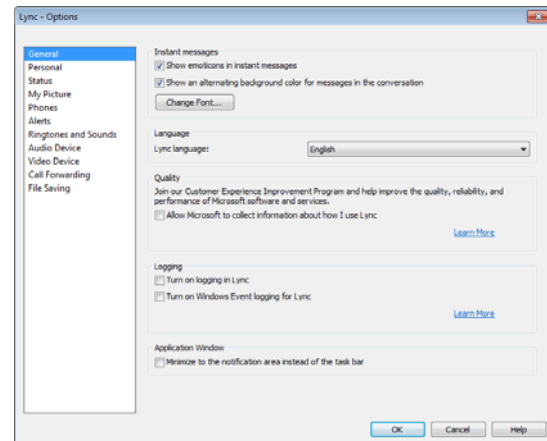 Lync - Options
General
Personal
Status
My Picture
Phones
Alerts
Ringtones and Sounds
Audio Device
Video Device
Call Forwarding
File Saving
Instant messages
Show emoticons in instant messages
Show an alternating background color for messages in the conversation
Change Font...
Language
Lync language:
English
Quality
Join our Customer Experience Improvement Program and help improve the quality, reliability, and
performance of Microsoft software and services.
Allow Microsoft to collect information about how I use Lync
Learn More
Logging
Turn on logging in Lync
Turn on Windows Event logging for Lync
Learn More
Application Window
Minimize to the notification area instead of the task bar
OK
Cancel
Help